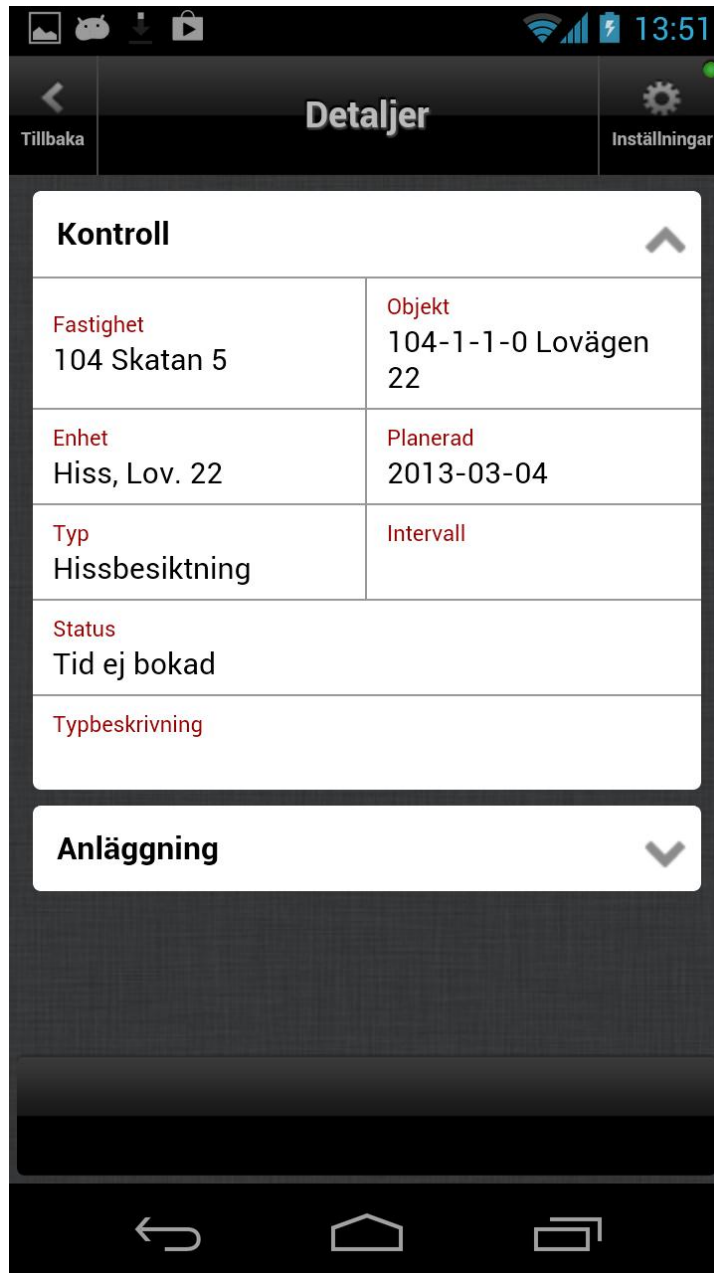 13:51
Tillbaka
Detaljer
Inställningar
Kontroll
Fastighet
104 Skatan 5
Objekt
104-1-1-0 Lovägen
22
Enhet
Hiss, Lov. 22
Planerad
2013-03-04
Typ
Hissbesiktning
Intervall
Status
Tid ej bokad
Typbeskrivning
Anläggning